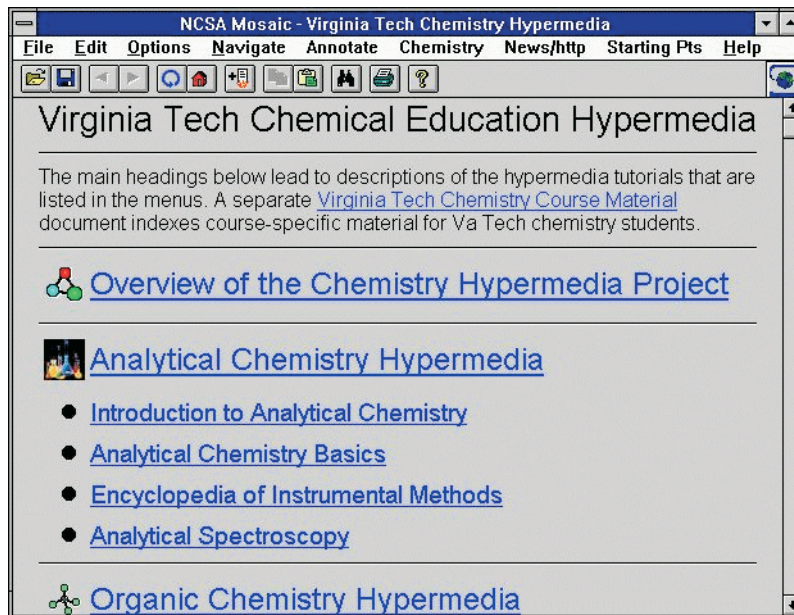 NCSA Mosaic - Virginia Tech Chemistry Hypermedia
File Edit Options Navigate Annotate Chemistry News/http Starting Pts Help
Virginia Tech Chemical Education Hypermedia
The main headings below lead to descriptions of the hypermedia tutorials that are
listed in the menus. A separate Virginia Tech Chemistry Course Material
document indexes course-specific material for Va Tech chemistry students.
Overview of the Chemistry Hypermedia Project
Analytical Chemistry Hypermedia
Introduction to Analytical Chemistry
Analytical Chemistry Basics
Encyclopedia of Instrumental Methods
Analytical Spectroscopy
Organic Chemistry Hypermedia